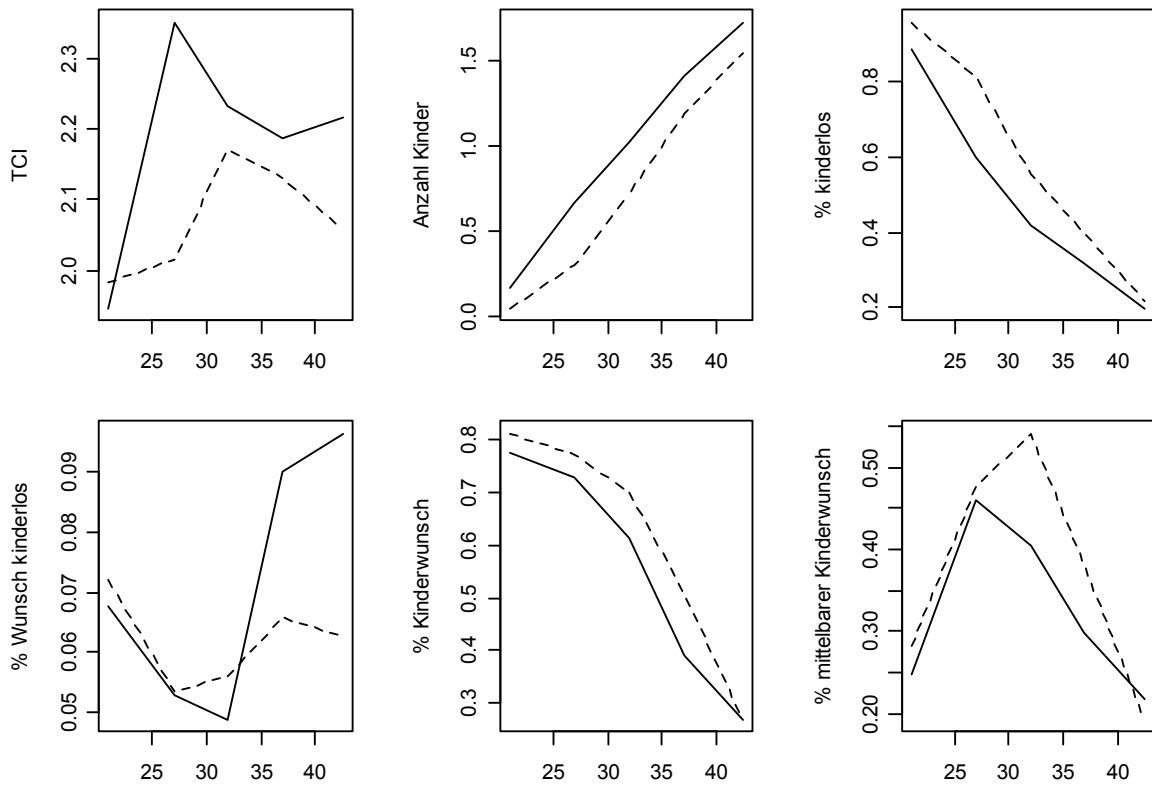 TCI
2.3
2.2
2.1
2.0
25 30 35 40
Anzahl Kinder
1.5
1.0
0.5
0.0
25 30 35 40
% kinderlos
0.8
0.6
0.4
0.2
25 30 35 40
% Wunsch kinderlos
0.09
0.08
0.07
0.06
0.05
25 30 35 40
% Kinderwunsch
0.8
0.7
0.6
0.5
0.4
0.3
25 30 35 40
% mittelbarer Kinderwunsch
0.50
0.40
0.30
0.20
25 30 35 40